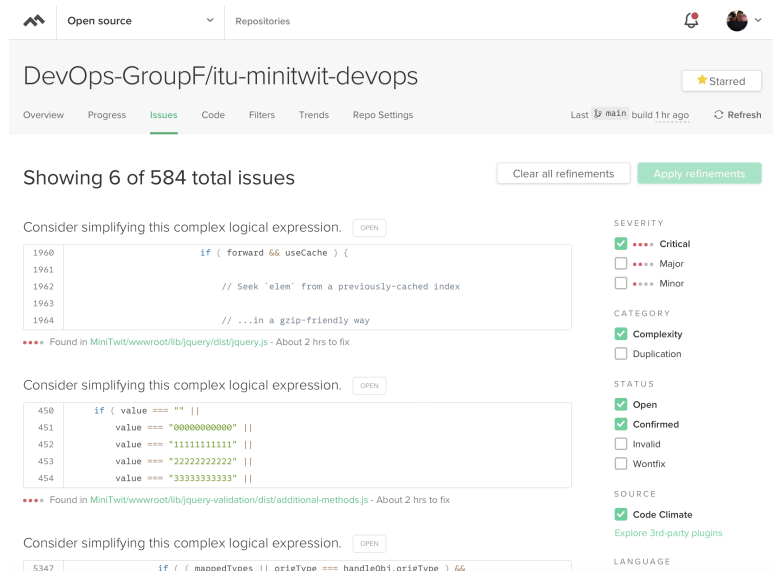 Open source
Repositories
DevOps-GroupF/itu-minitwit-devops
Starred
Overview Progress Issues Code Filters Trends Repo Settings
Last main build 1 hr ago Refresh
Showing 6 of 584 total issues
Clear all refinements
Apply refinements
Consider simplifying this complex logical expression. OPEN
1960 if ( forward && useCache ) {
1961
1962 // Seek `elem` from a previously-cached index
1963
1964 // ...in a gzip-friendly way
Found in MiniTwit/wwwroot/lib/jquery/dist/jquery.js - About 2 hrs to fix
Consider simplifying this complex logical expression. OPEN
450 if ( value === "" ||
451 value === "00000000000" ||
452 value === "11111111111" ||
453 value === "22222222222" ||
454 value === "33333333333" ||
Found in MiniTwit/wwwroot/lib/jquery-validation/dist/additional-methods.js - About 2 hrs to fix
Consider simplifying this complex logical expression. OPEN
5347 if ( ( mappedTypes || origType === handleObj.origType ) &&
SEVERITY
Critical
Major
Minor
CATEGORY
Complexity
Duplication
STATUS
Open
Confirmed
Invalid
Wontfix
SOURCE
Code Climate
Explore 3rd-party plugins
LANGUAGE